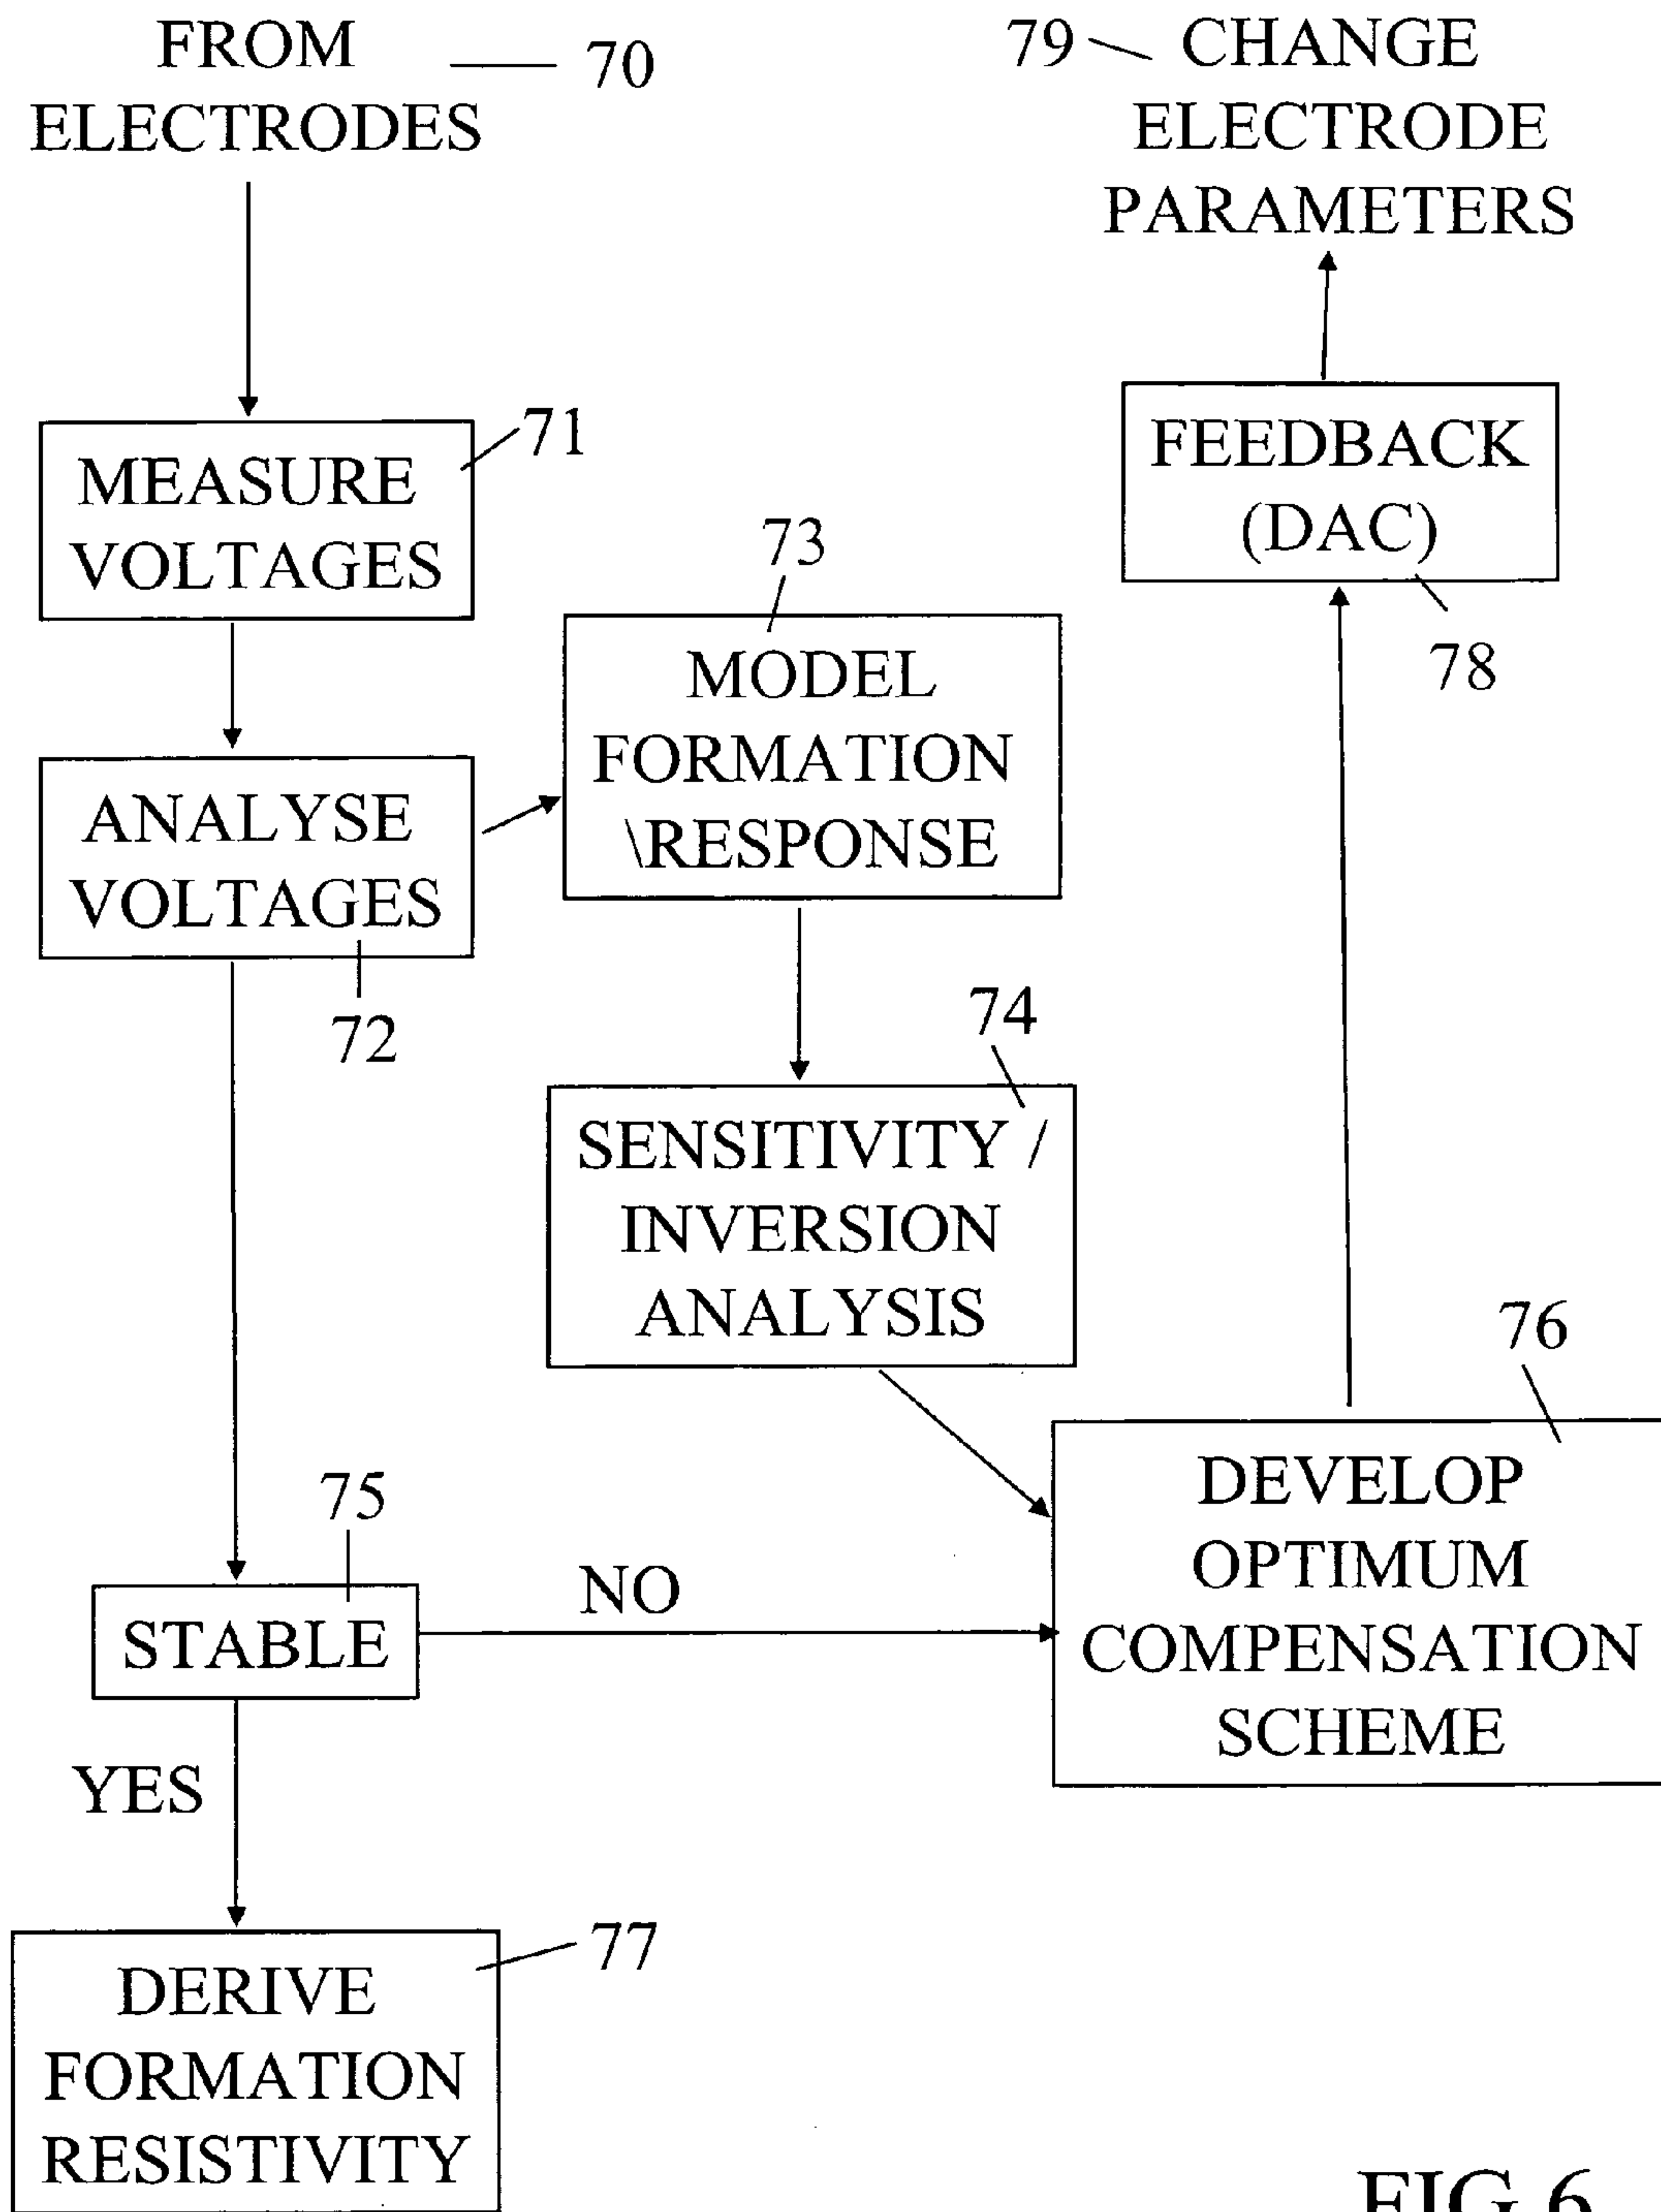 FROM
ELECTRODES
70
79
CHANGE
ELECTRODE
PARAMETERS
MEASURE
VOLTAGES
71
FEEDBACK
(DAC)
78
73
MODEL
FORMATION
\RESPONSE
ANALYSE
VOLTAGES
72
74
SENSITIVITY /
INVERSION
ANALYSIS
76
DEVELOP
OPTIMUM
COMPENSATION
SCHEME
75
STABLE
NO
YES
77
DERIVE
FORMATION
RESISTIVITY
FIG 6